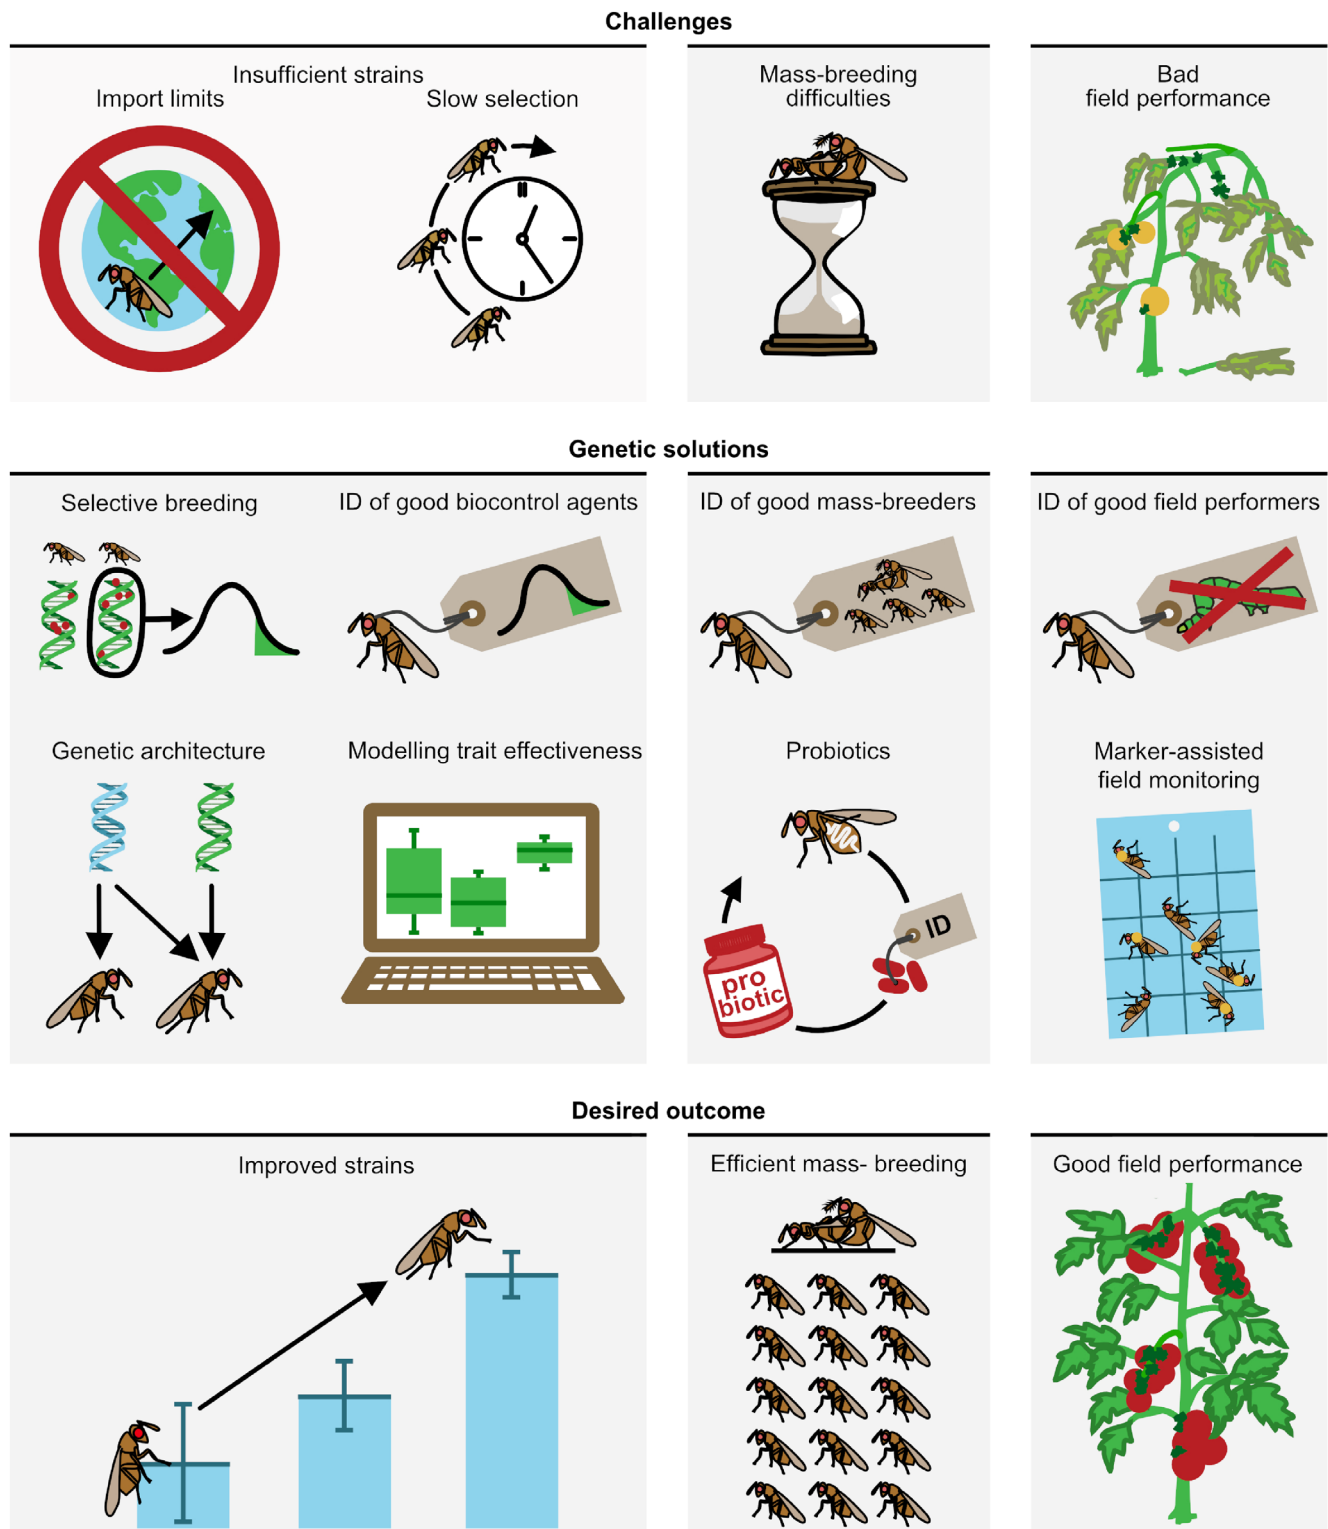 Challenges
Insufficient strains
Import limits
Slow selection
Mass-breeding
difficulties
Bad
field performance
Genetic solutions
Selective breeding
ID of good biocontrol agents
ID of good mass-breeders
ID of good field performers
Genetic architecture
Modelling trait effectiveness
Probiotics
Marker-assisted
field monitoring
ID
pro
biotic
Desired outcome
Improved strains
Efficient mass- breeding
Good field performance